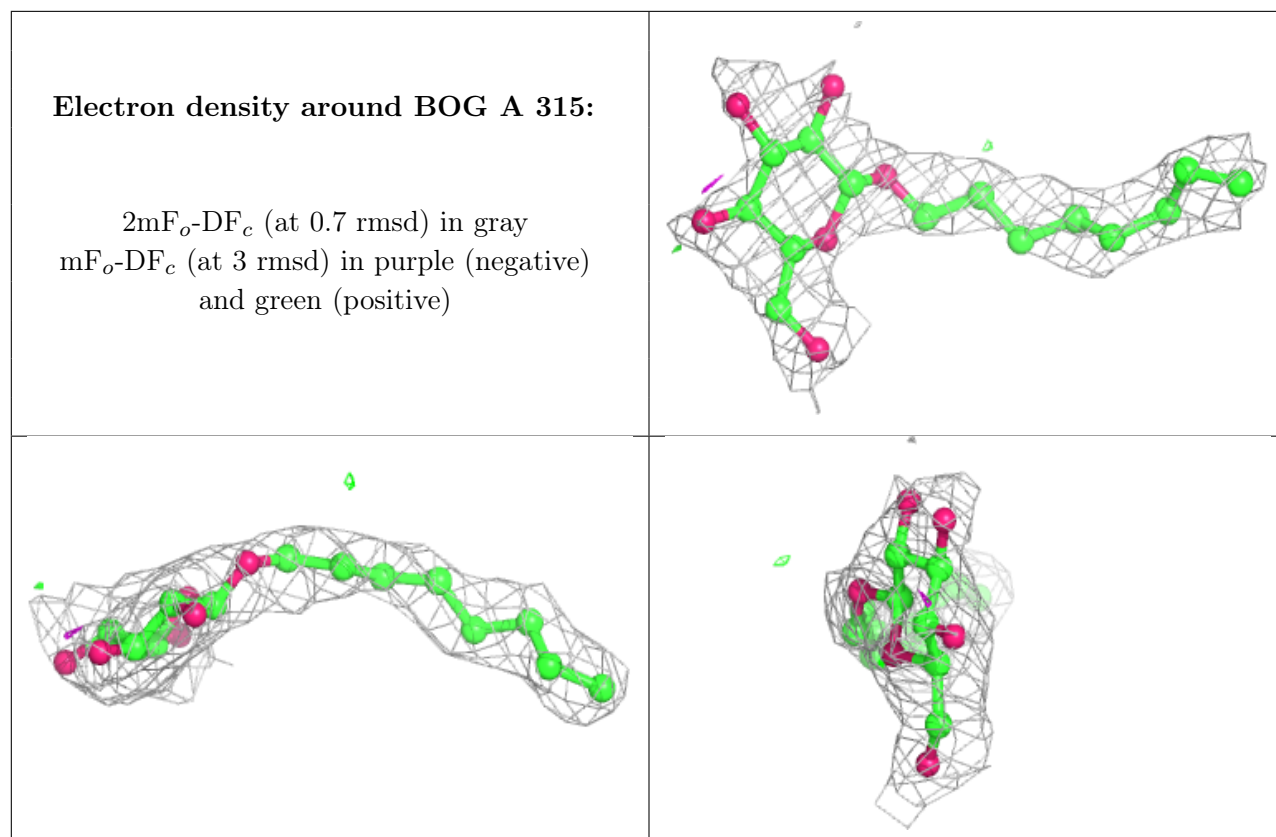 Electron density around BOG A 315:
2mFo-DFc (at 0.7 rmsd) in gray
mFo-DFc (at 3 rmsd) in purple (negative)
and green (positive)